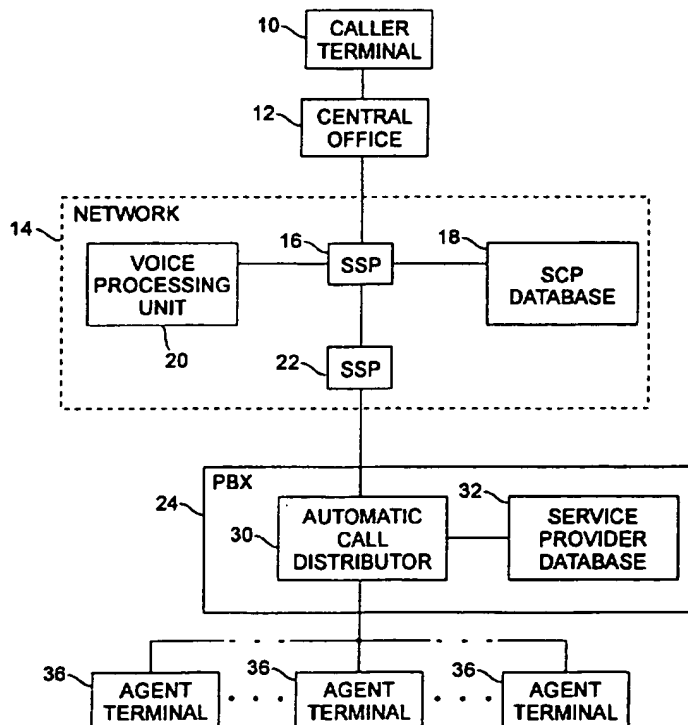 10
CALLER
TERMINAL
12
CENTRAL
OFFICE
14
NETWORK
16
18
VOICE
PROCESSING
UNIT
SSP
SCP
DATABASE
20
22
SSP
24
PBX
32
30
AUTOMATIC
CALL
DISTRIBUTOR
SERVICE
PROVIDER
DATABASE
36
36
36
AGENT
TERMINAL
AGENT
TERMINAL
AGENT
TERMINAL